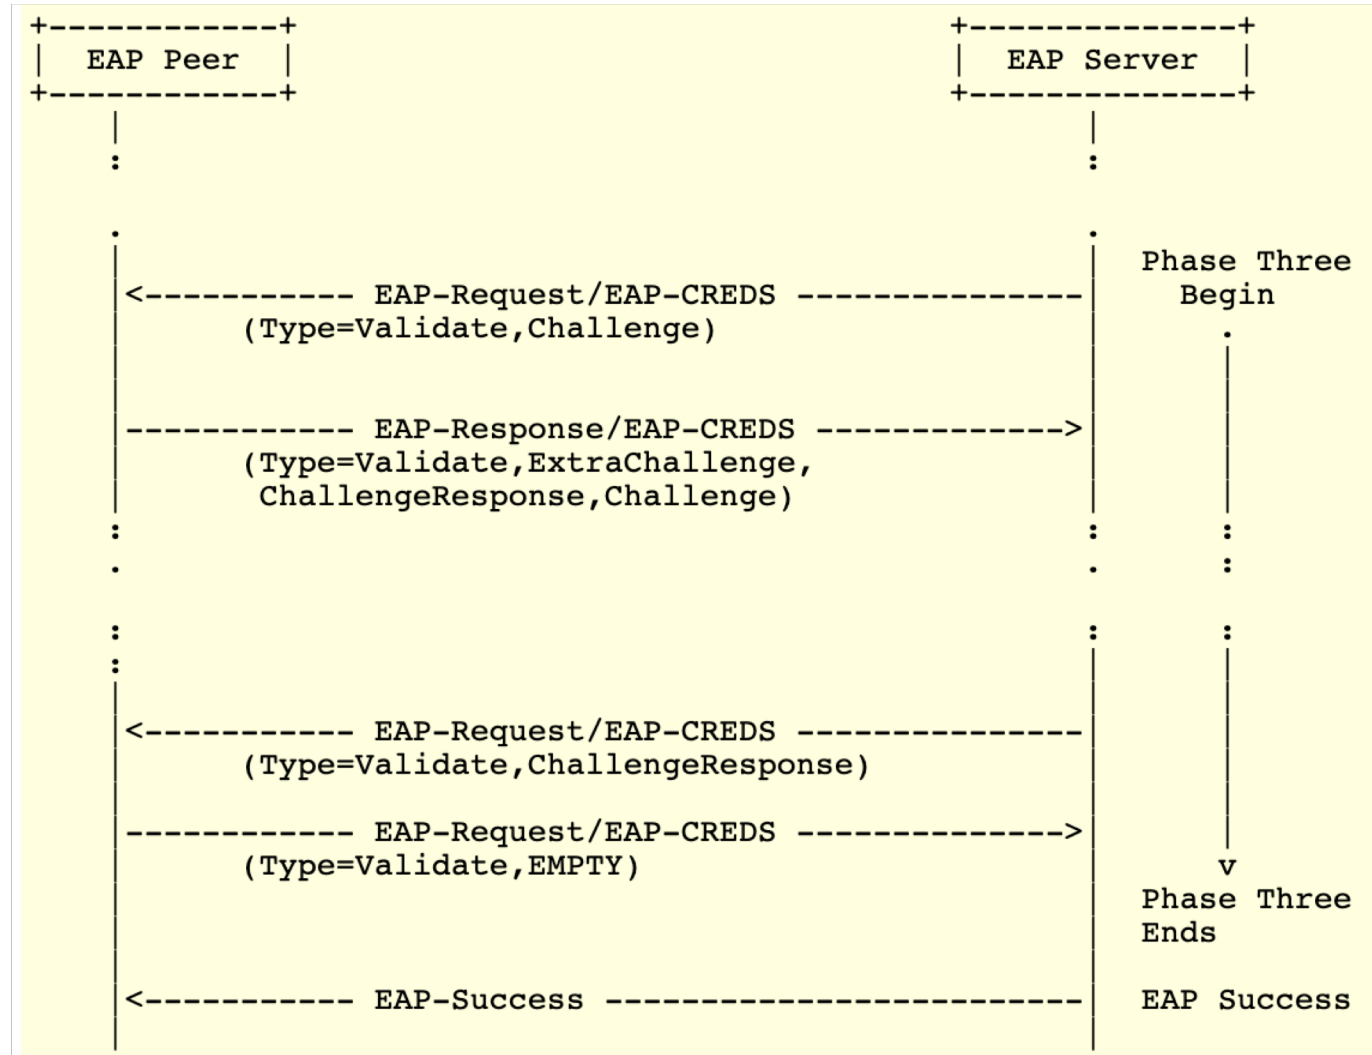 +------------+                                  +--------------+
|  EAP Peer  |                                  |  EAP Server  |
+------------+                                  +--------------+
Phase Three
<----------- EAP-Request/EAP-CREDS ---------------| Begin
(Type=Validate,Challenge)
------------ EAP-Response/EAP-CREDS ------------->
(Type=Validate,ExtraChallenge,
ChallengeResponse,Challenge)
<----------- EAP-Request/EAP-CREDS ---------------
(Type=Validate,ChallengeResponse)
------------ EAP-Request/EAP-CREDS -------------->
(Type=Validate,EMPTY)
v
Phase Three
Ends
<----------- EAP-Success ------------------------- EAP Success